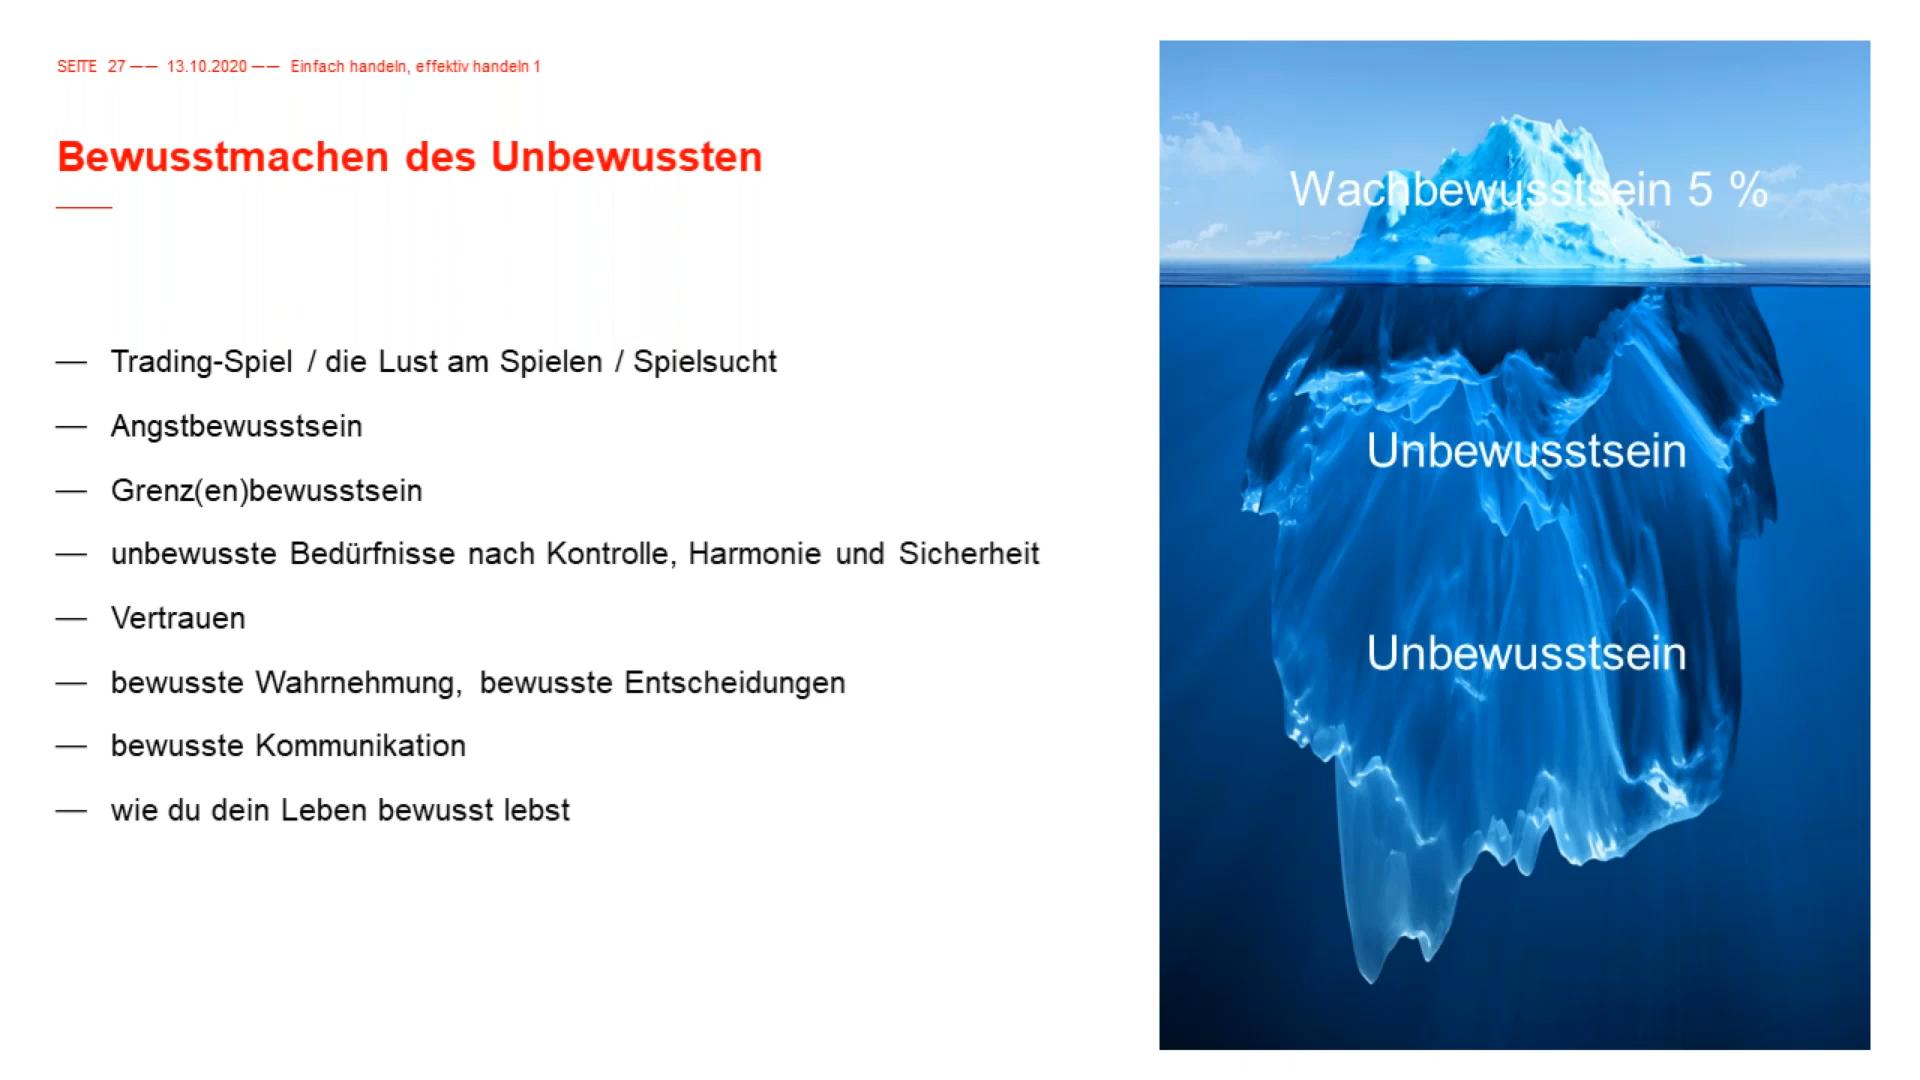 SEITE 27 —— 13.10.2020 —— Einfach handeln, effektiv handeln 1
Bewusstmachen des Unbewussten
— Trading-Spiel / die Lust am Spielen / Spielsucht
— Angstbewusstsein
— Grenz(en)bewusstsein
— unbewusste Bedürfnisse nach Kontrolle, Harmonie und Sicherheit
— Vertrauen
— bewusste Wahrnehmung, bewusste Entscheidungen
— bewusste Kommunikation
— wie du dein Leben bewusst lebst
Wachbewusstsein 5 %
Unbewusstsein
Unbewusstsein